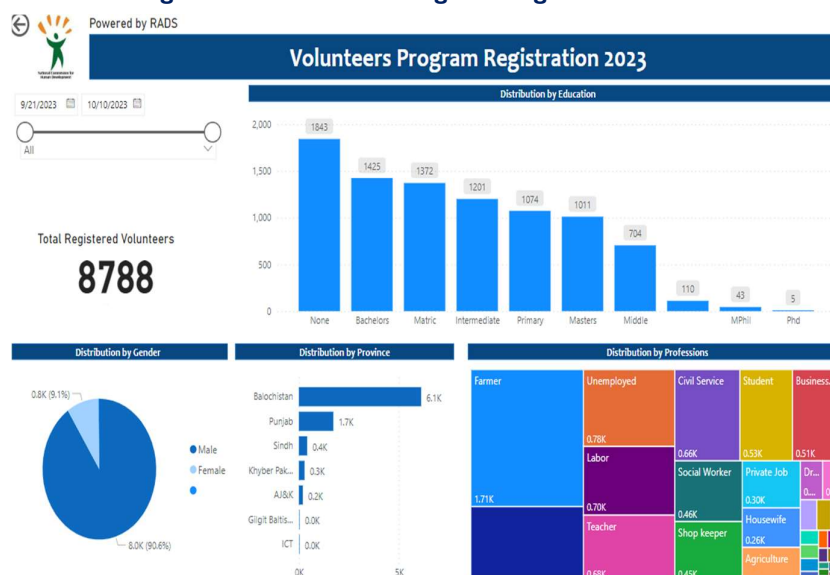 Powered by RADS
Volunteers Program Registration 2023
9/21/2023
10/10/2023
All
Total Registered Volunteers
8788
Distribution by Education
2,000
1,500
1,000
500
0
1843
1425
1372
1201
1074
1011
704
110
43
5
None
Bachelors
Matric
Intermediate
Primary
Masters
Middle
MPhil
Phd
Distribution by Gender
0.8K (9.1%)
8.0K (90.6%)
Male
Female
Distribution by Province
Balochistan
6.1K
Punjab
1.7K
Sindh
0.4K
Khyber Pak...
0.3K
AJ&K
0.2K
Gilgit Baltis...
0.0K
ICT
0.0K
0K
5K
Distribution by Professions
Farmer
1.71K
Unemployed
0.78K
Labor
0.70K
Teacher
0.68K
Civil Service
0.66K
Social Worker
0.46K
Shop keeper
0.45K
Student
0.53K
Private Job
0.30K
Housewife
0.26K
Agriculture
Business.
0.51K
Dr...
0....